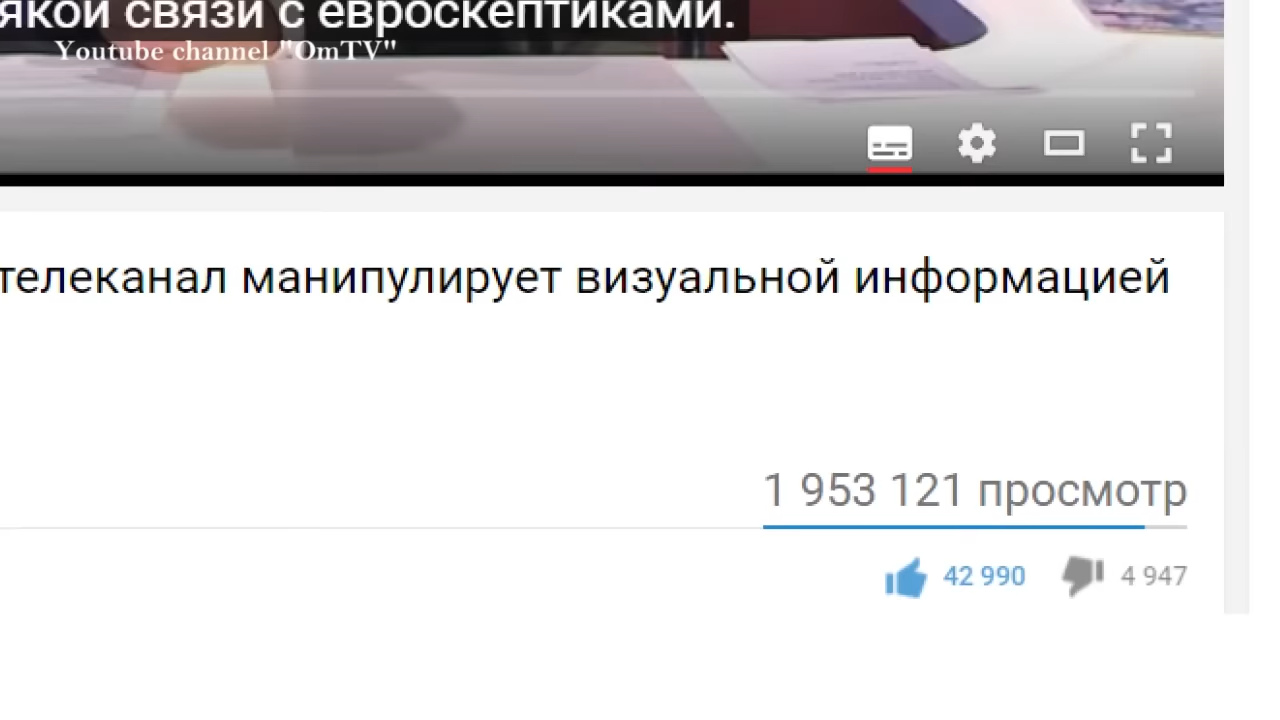 якой связи с евроскептиками.
Youtube channel "OmTV"
телеканал манипулирует визуальной информацией
1 953 121 просмотр
42 990 4 947